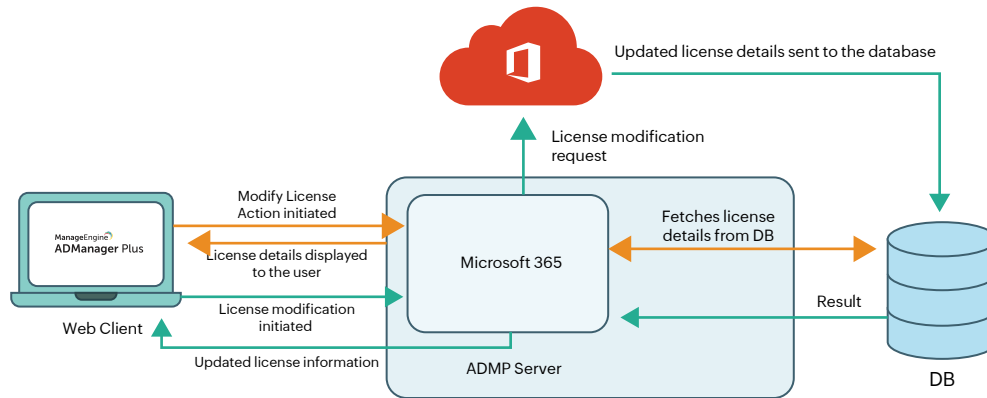 Updated license details sent to the database
License modification
request
Modify License
Action initiated
ManageEngine
ADManager Plus
License details displayed
to the user
Microsoft 365
Fetches license
details from DB
License modification
initiated
Result
Web Client
Updated license information
ADMP Server
DB